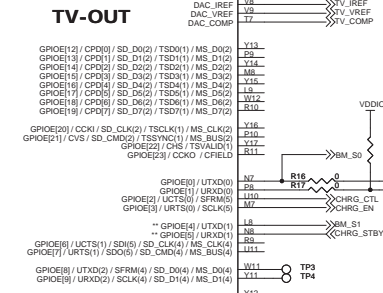 DAC_IREF V8 TV_IREF
TV-OUT DAC_VREF V9 TV_VREF
DAC_COMP T7 TV_COMP
GPIOE[12] / CPD[0] / SD_D0(2) / TSD0(1) / MS_D0(2) Y13
GPIOE[13] / CPD[1] / SD_D1(2) / TSD1(1) / MS_D1(2) P9
GPIOE[14] / CPD[2] / SD_D2(2) / TSD2(1) / MS_D2(2) Y14
GPIOE[15] / CPD[3] / SD_D3(2) / TSD3(1) / MS_D3(2) M8
GPIOE[16] / CPD[4] / SD_D4(2) / TSD4(1) / MS_D4(2) Y15
GPIOE[17] / CPD[5] / SD_D5(2) / TSD5(1) / MS_D5(2) L9
GPIOE[18] / CPD[6] / SD_D6(2) / TSD6(1) / MS_D6(2) W12
GPIOE[19] / CPD[7] / SD_D7(2) / TSD7(1) / MS_D7(2) R10
VDDIO
GPIOE[20] / CCKI / SD_CLK(2) / TSCLK(1) / MS_CLK(2) Y16
GPIOE[21] / CVS / SD_CMD(2) / TSSYNC(1) / MS_BUS(2) P10
GPIOE[22] / CHS / TSVALID(1) Y17
GPIOE[23] / CCKO / CFIELD R11
BM_S0
GPIOE[0] / UTXD(0) N7 R16 0
GPIOE[1] / URXD(0) P8 R17 0
GPIOE[2] / UCTS(0) / SFRM(5) U10 CHRG_CTL
GPIOE[3] / URTS(0) / SCLK(5) M7 CHRG_EN
** GPIOE[4] / UTXD(1) L8 BM_S1
** GPIOE[5] / URXD(1) N8 CHRG_STBY
GPIOE[6] / UCTS(1) / SDI(5) / SD_CLK(4) / MS_CLK(4) R9
GPIOE[7] / URTS(1) / SDO(5) / SD_CMD(4) / MS_BUS(4) U11
GPIOE[8] / UTXD(2) / SFRM(4) / SD_D0(4) / MS_D0(4) W11 TP3
GPIOE[9] / URXD(2) / SCLK(4) / SD_D1(4) / MS_D1(4) Y11 TP4
Y12